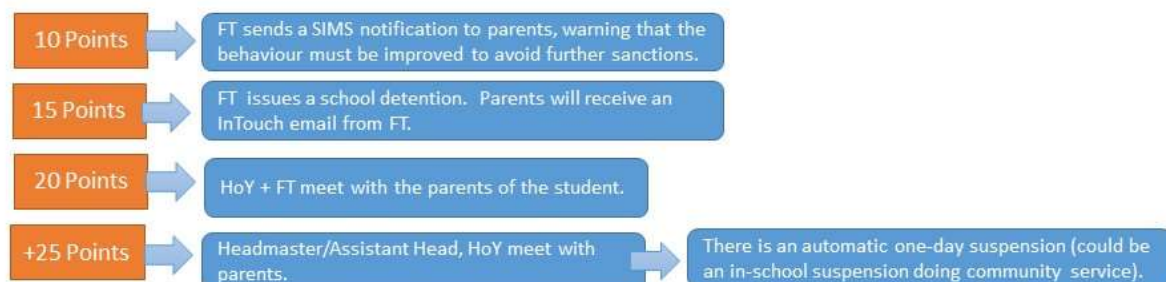 10 Points
FT sends a SIMS notification to parents, warning that the
behaviour must be improved to avoid further sanctions.
15 Points
FT issues a school detention. Parents will receive an
InTouch email from FT.
20 Points
HoY + FT meet with the parents of the student.
+25 Points
Headmaster/Assistant Head, HoY meet with
parents.
There is an automatic one-day suspension (could be
an in-school suspension doing community service).